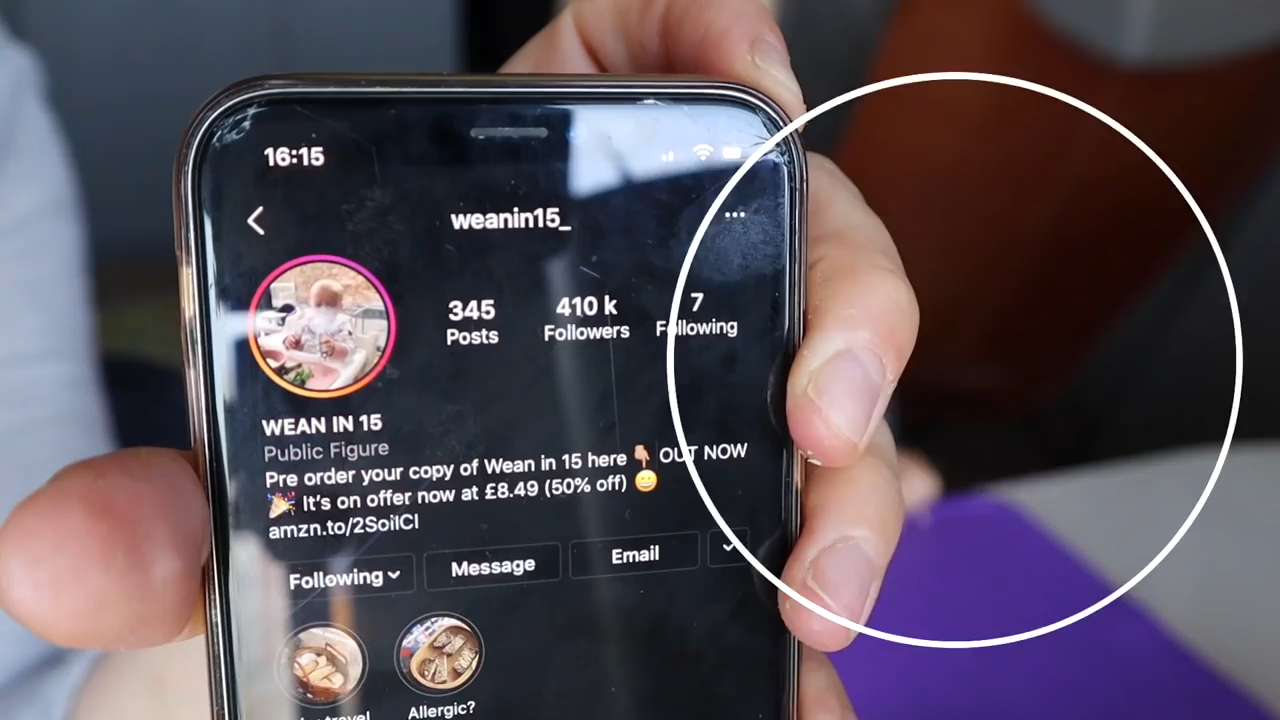 16:15
weanin15_
345
Posts
410 k
Followers
7
Following
WEAN IN 15
Public Figure
Pre order your copy of Wean in 15 here 👇 OUT NOW
🎉 It's on offer now at £8.49 (50% off) 😀
amzn.to/2SoilCI
Following
Message
Email
travel
Allergic?